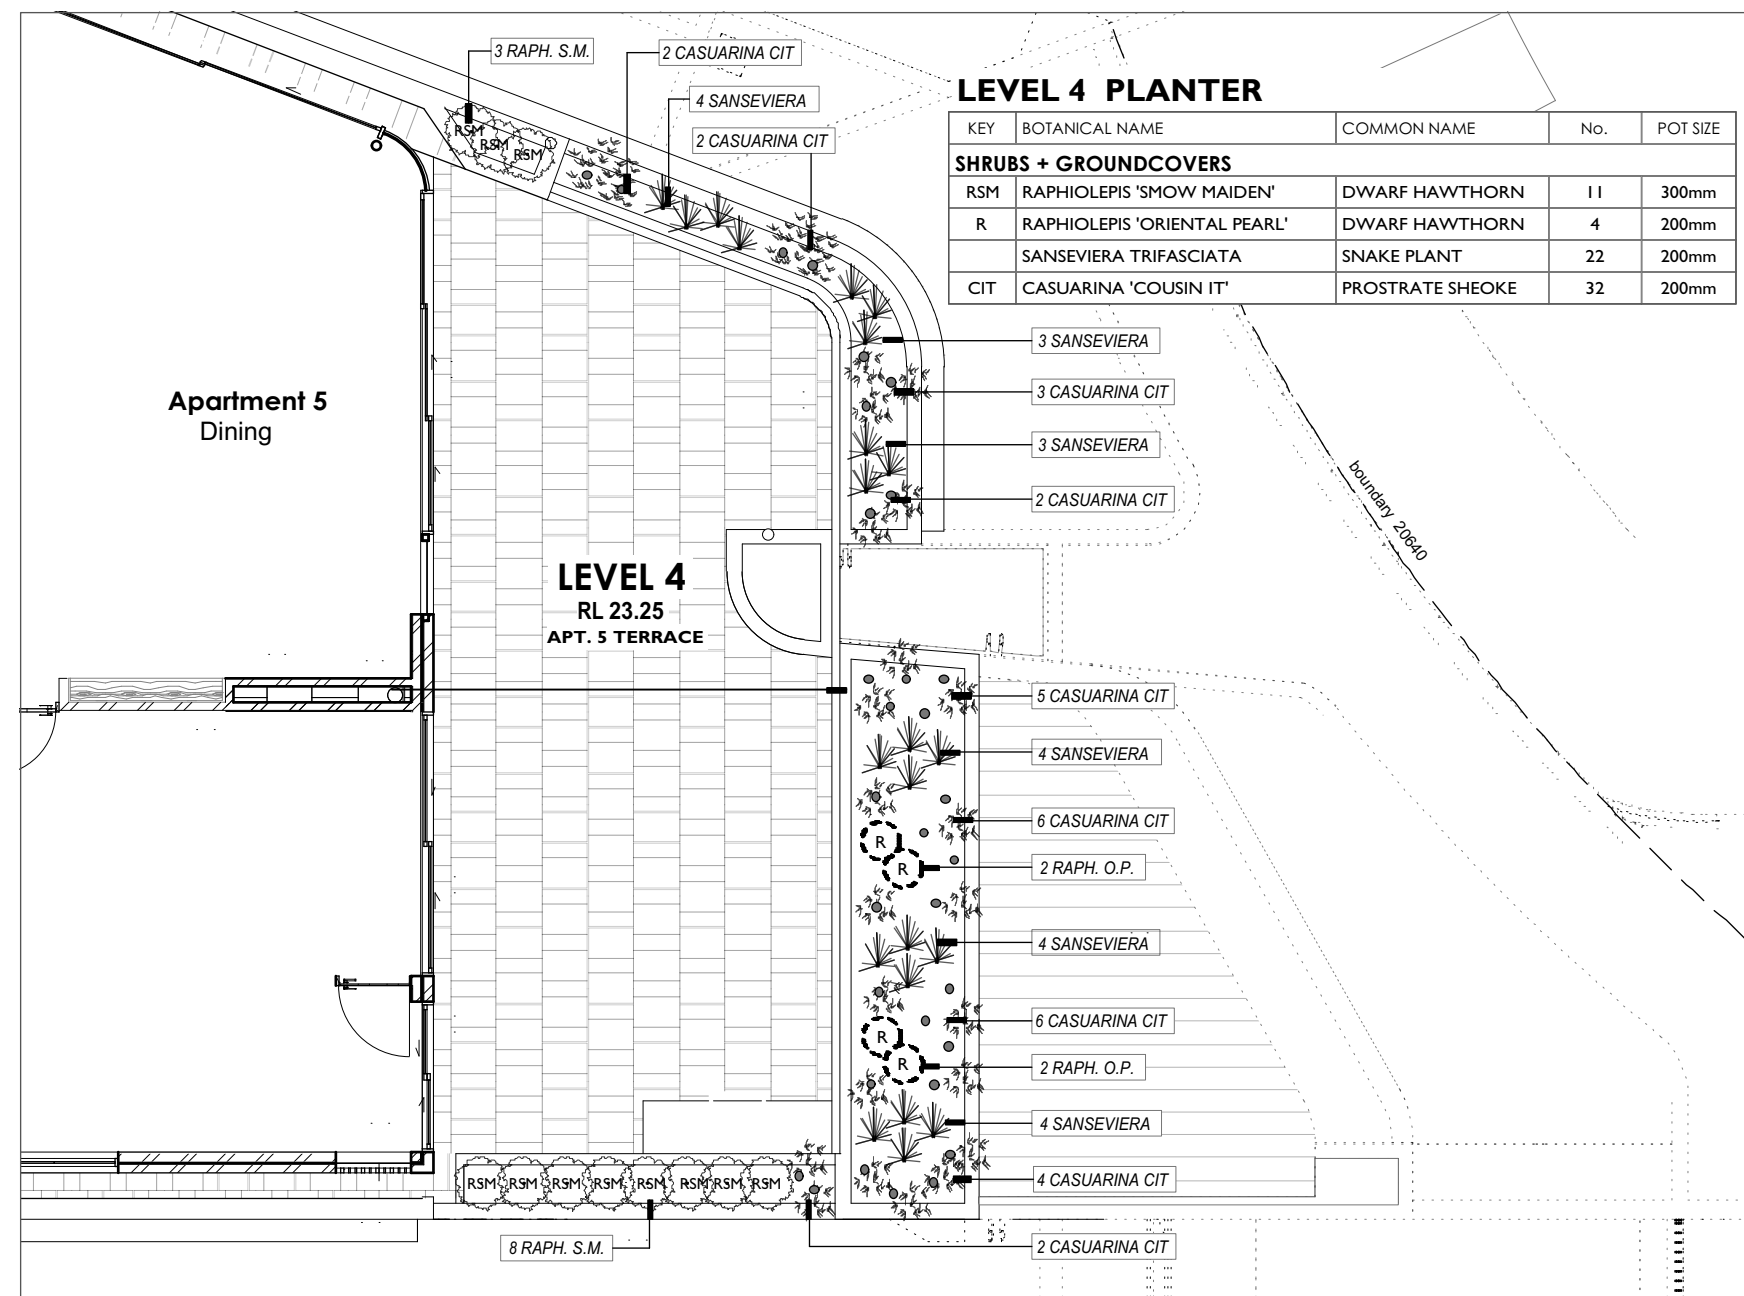 3 RAPH. S.M.
2 CASUARINA CIT
4 SANSEVIERA
2 CASUARINA CIT
LEVEL 4 PLANTER
KEY BOTANICAL NAME COMMON NAME No. POT SIZE
SHRUBS + GROUNDCOVERS
RSM RAPHIOLEPIS 'SMOW MAIDEN' DWARF HAWTHORN 11 300mm
R RAPHIOLEPIS 'ORIENTAL PEARL' DWARF HAWTHORN 4 200mm
SANSEVIERA TRIFASCIATA SNAKE PLANT 22 200mm
CIT CASUARINA 'COUSIN IT' PROSTRATE SHEOKE 32 200mm
RSM
RSM
RSM
3 SANSEVIERA
3 CASUARINA CIT
3 SANSEVIERA
2 CASUARINA CIT
Apartment 5
Dining
boundary 20640
LEVEL 4
RL 23.25
APT. 5 TERRACE
5 CASUARINA CIT
4 SANSEVIERA
6 CASUARINA CIT
R
R
2 RAPH. O.P.
4 SANSEVIERA
6 CASUARINA CIT
R
R
2 RAPH. O.P.
4 SANSEVIERA
4 CASUARINA CIT
RSM RSM RSM RSM RSM RSM RSM RSM
8 RAPH. S.M.
2 CASUARINA CIT